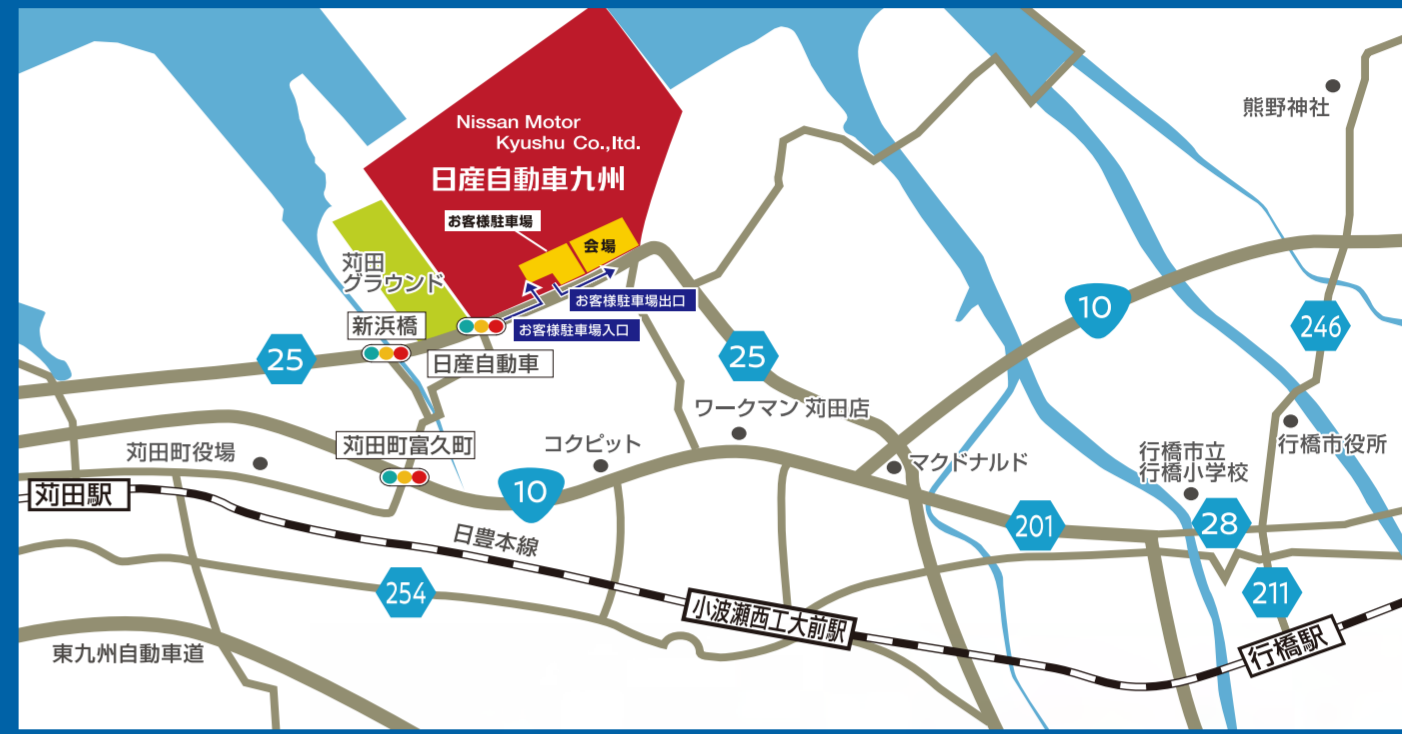 Nissan Motor
Kyushu Co.,ltd.
日産自動車九州
お客様駐車場
会場
苅田
グラウンド
お客様駐車場出口
お客様駐車場入口
新浜橋
日産自動車
25
25
10
246
熊野神社
ワークマン 苅田店
苅田町役場
苅田町富久町
コクピット
マクドナルド
行橋市立
行橋小学校
行橋市役所
苅田駅
10
日豊本線
201
28
254
211
小波瀬西工大前駅
行橋駅
東九州自動車道